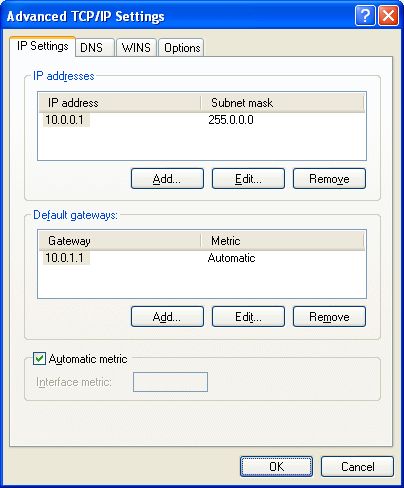 Advanced TCP/IP Settings
IP Settings DNS WINS Options
IP addresses
IP address Subnet mask
10.0.0.1 255.0.0.0
Add... Edit... Remove
Default gateways:
Gateway Metric
10.0.1.1 Automatic
Add... Edit... Remove
Automatic metric
Interface metric:
OK Cancel